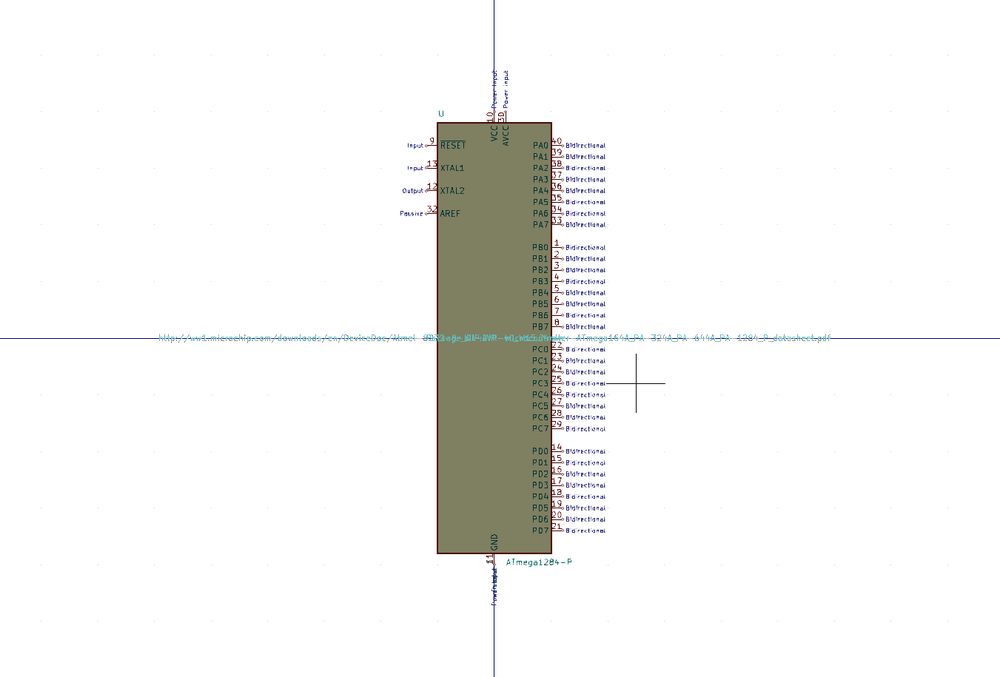 Power input Power input
10 30
U
VCC AVCC
Input 9 RESET PA0 40 Bidirectional
PA1 39 Bidirectional
Input 13 XTAL1 PA2 38 Bidirectional
PA3 37 Bidirectional
Output 12 XTAL2 PA4 36 Bidirectional
PA5 35 Bidirectional
Passive 32 AREF PA6 34 Bidirectional
PA7 33 Bidirectional
PB0 1 Bidirectional
PB1 2 Bidirectional
PB2 3 Bidirectional
PB3 4 Bidirectional
PB4 5 Bidirectional
PB5 6 Bidirectional
PB6 7 Bidirectional
PB7 8 Bidirectional
http://ww1.microchip.com/downloads/en/DeviceDoc/Atmel ATmega164A_PA 324A_PA 644A_PA 1284_P_datasheet.pdf
PC0 22 Bidirectional
PC1 23 Bidirectional
PC2 24 Bidirectional
PC3 25 Bidirectional
PC4 26 Bidirectional
PC5 27 Bidirectional
PC6 28 Bidirectional
PC7 29 Bidirectional
PD0 14 Bidirectional
PD1 15 Bidirectional
PD2 16 Bidirectional
PD3 17 Bidirectional
PD4 18 Bidirectional
PD5 19 Bidirectional
PD6 20 Bidirectional
PD7 21 Bidirectional
GND
ATmega1284-P